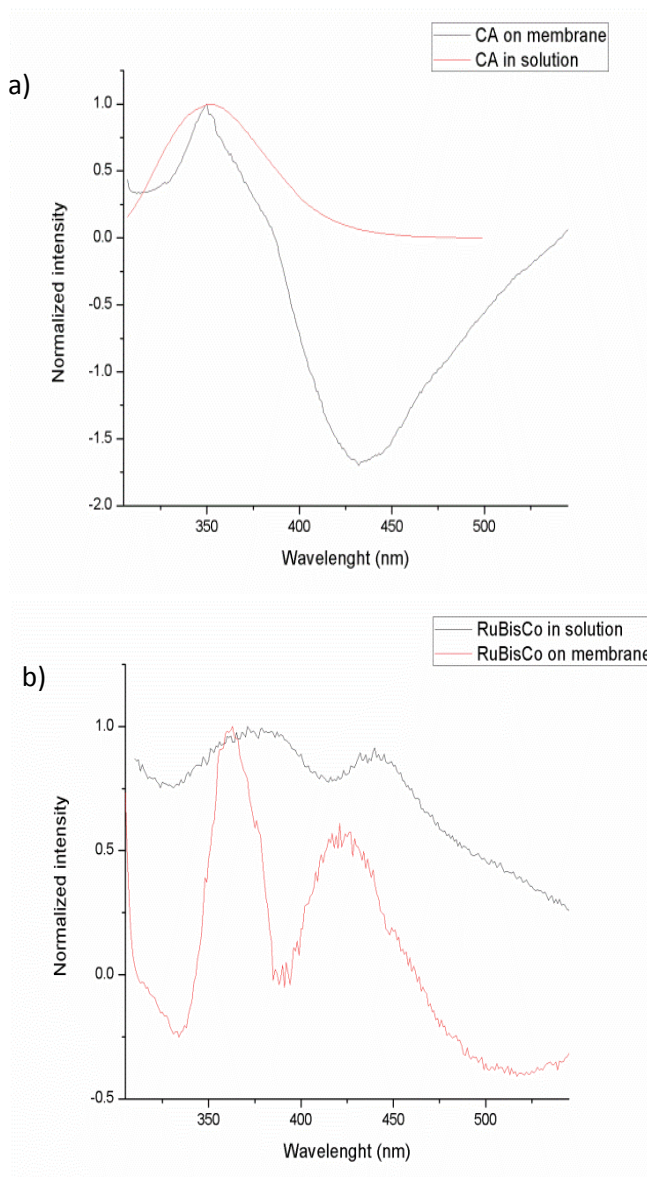 a)
CA on membrane
CA in solution
1.0
0.5
0.0
-0.5
-1.0
-1.5
-2.0
Normalized intensity
350
400
450
500
Wavelenght (nm)
b)
RuBisCo in solution
RuBisCo on membrane
1.0
0.5
0.0
-0.5
Normalized intensity
350
400
450
500
Wavelenght (nm)